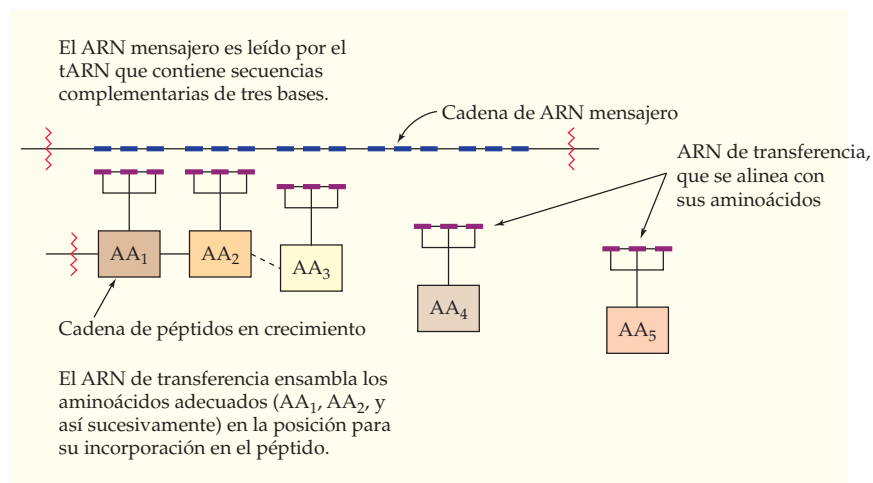 El ARN mensajero es leído por el
tARN que contiene secuencias
complementarias de tres bases.
Cadena de ARN mensajero
ARN de transferencia,
que se alinea con
sus aminoácidos
AA₁
AA₂
AA₃
AA₄
AA₅
Cadena de péptidos en crecimiento
El ARN de transferencia ensambla los
aminoácidos adecuados (AA₁, AA₂, y
así sucesivamente) en la posición para
su incorporación en el péptido.